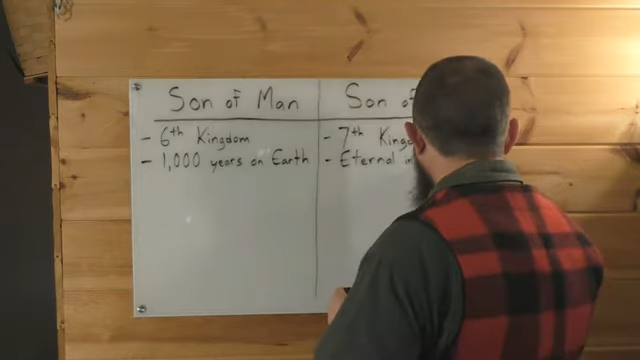 Son of Man
- 6th Kingdom
- 1,000 years on Earth
Son of
- 7th
- Eternal